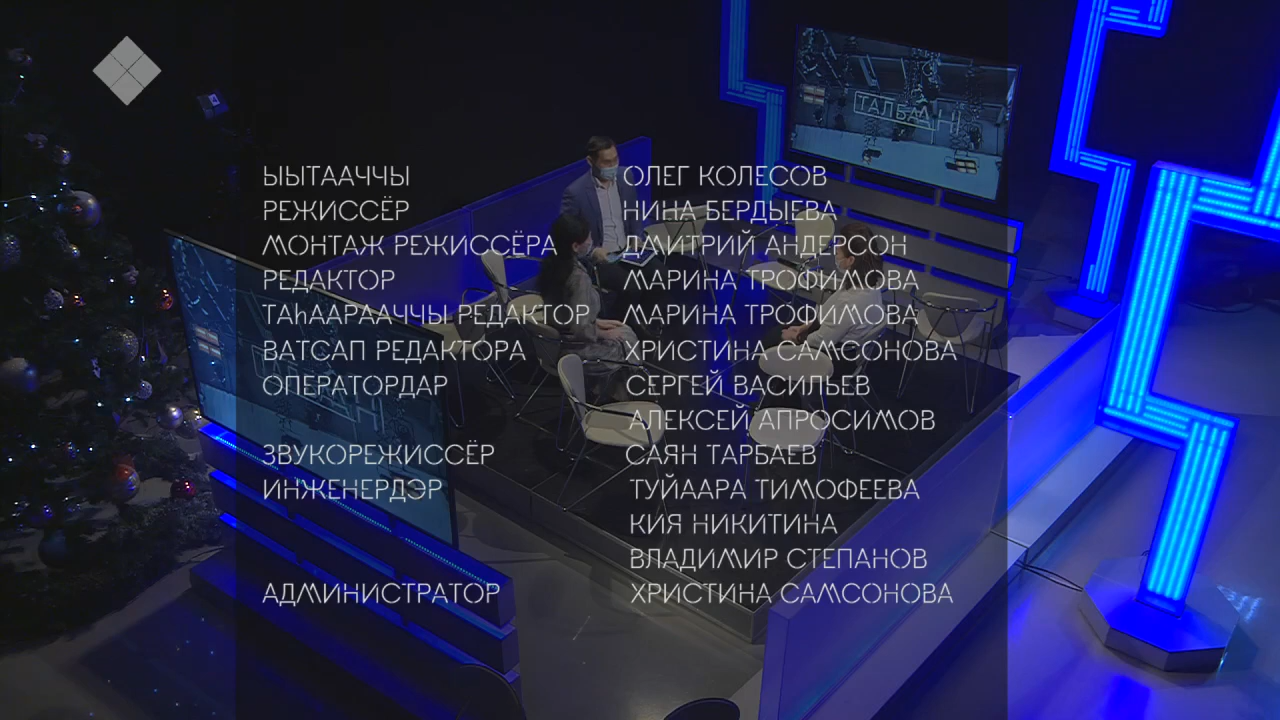 ТАЛБААН
ЫЫТААЧЧЫ ОЛЕГ КОЛЕСОВ
РЕЖИССЁР НИНА БЕРДЫЕВА
МОНТАЖ РЕЖИССЁРА ДМИТРИЙ АНДЕРСОН
РЕДАКТОР МАРИНА ТРОФИМОВА
ТАҺААРААЧЧЫ РЕДАКТОР МАРИНА ТРОФИМОВА
ВАТСАП РЕДАКТОРА ХРИСТИНА САМСОНОВА
ОПЕРАТОРДАР СЕРГЕЙ ВАСИЛЬЕВ
АЛЕКСЕЙ АПРОСИМОВ
ЗВУКОРЕЖИССЁР САЯН ТАРБАЕВ
ИНЖЕНЕРДЭР ТУЙААРА ТИМОФЕЕВА
КИЯ НИКИТИНА
ВЛАДИМИР СТЕПАНОВ
АДМИНИСТРАТОР ХРИСТИНА САМСОНОВА